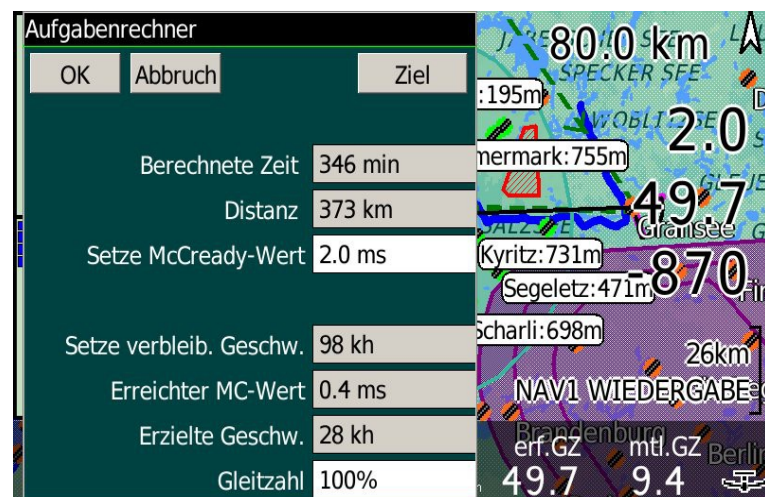 Aufgabenrechner
OK Abbruch Ziel
Berechnete Zeit 346 min
Distanz 373 km
Setze McCready-Wert 2.0 ms
Setze verbleib. Geschw. 98 kh
Erreichter MC-Wert 0.4 ms
Erzielte Geschw. 28 kh
Gleitzahl 100%
80.0 km
SPECKER SEE
:195m
WOBLITZSEE
2.0
mermark:755m
49.7
Gransee
Kyritz:731m
-870
Segeletz:471m
Scharli:698m
26km
NAV1 WIEDERGABE
Brandenburg
Berlin
erf.GZ mtl.GZ
49.7 9.4